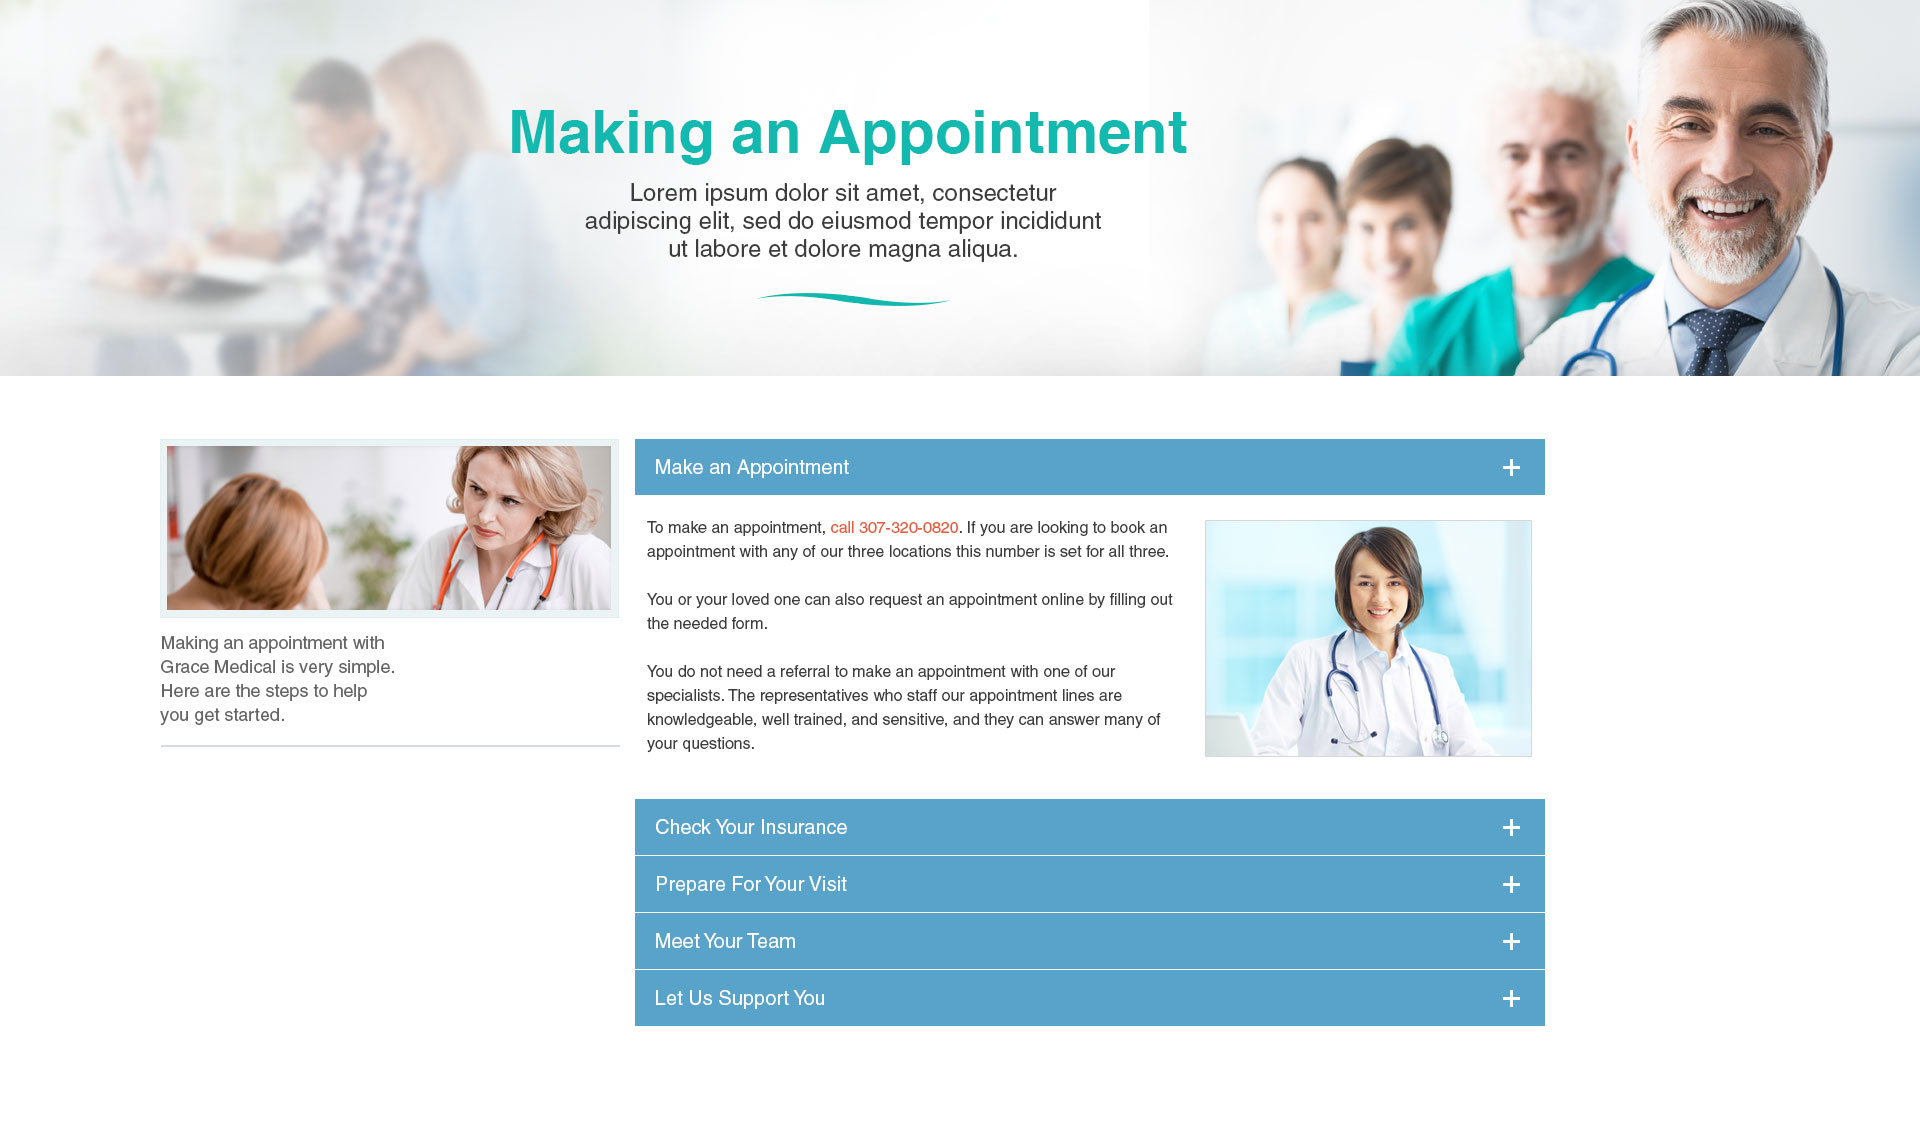 Making an Appointment
Lorem ipsum dolor sit amet, consectetur
adipiscing elit, sed do eiusmod tempor incididunt
ut labore et dolore magna aliqua.
Making an appointment with
Grace Medical is very simple.
Here are the steps to help
you get started.
Make an Appointment
To make an appointment, call 307-320-0820. If you are looking to book an
appointment with any of our three locations this number is set for all three.
You or your loved one can also request an appointment online by filling out
the needed form.
You do not need a referral to make an appointment with one of our
specialists. The representatives who staff our appointment lines are
knowledgeable, well trained, and sensitive, and they can answer many of
your questions.
Check Your Insurance
Prepare For Your Visit
Meet Your Team
Let Us Support You